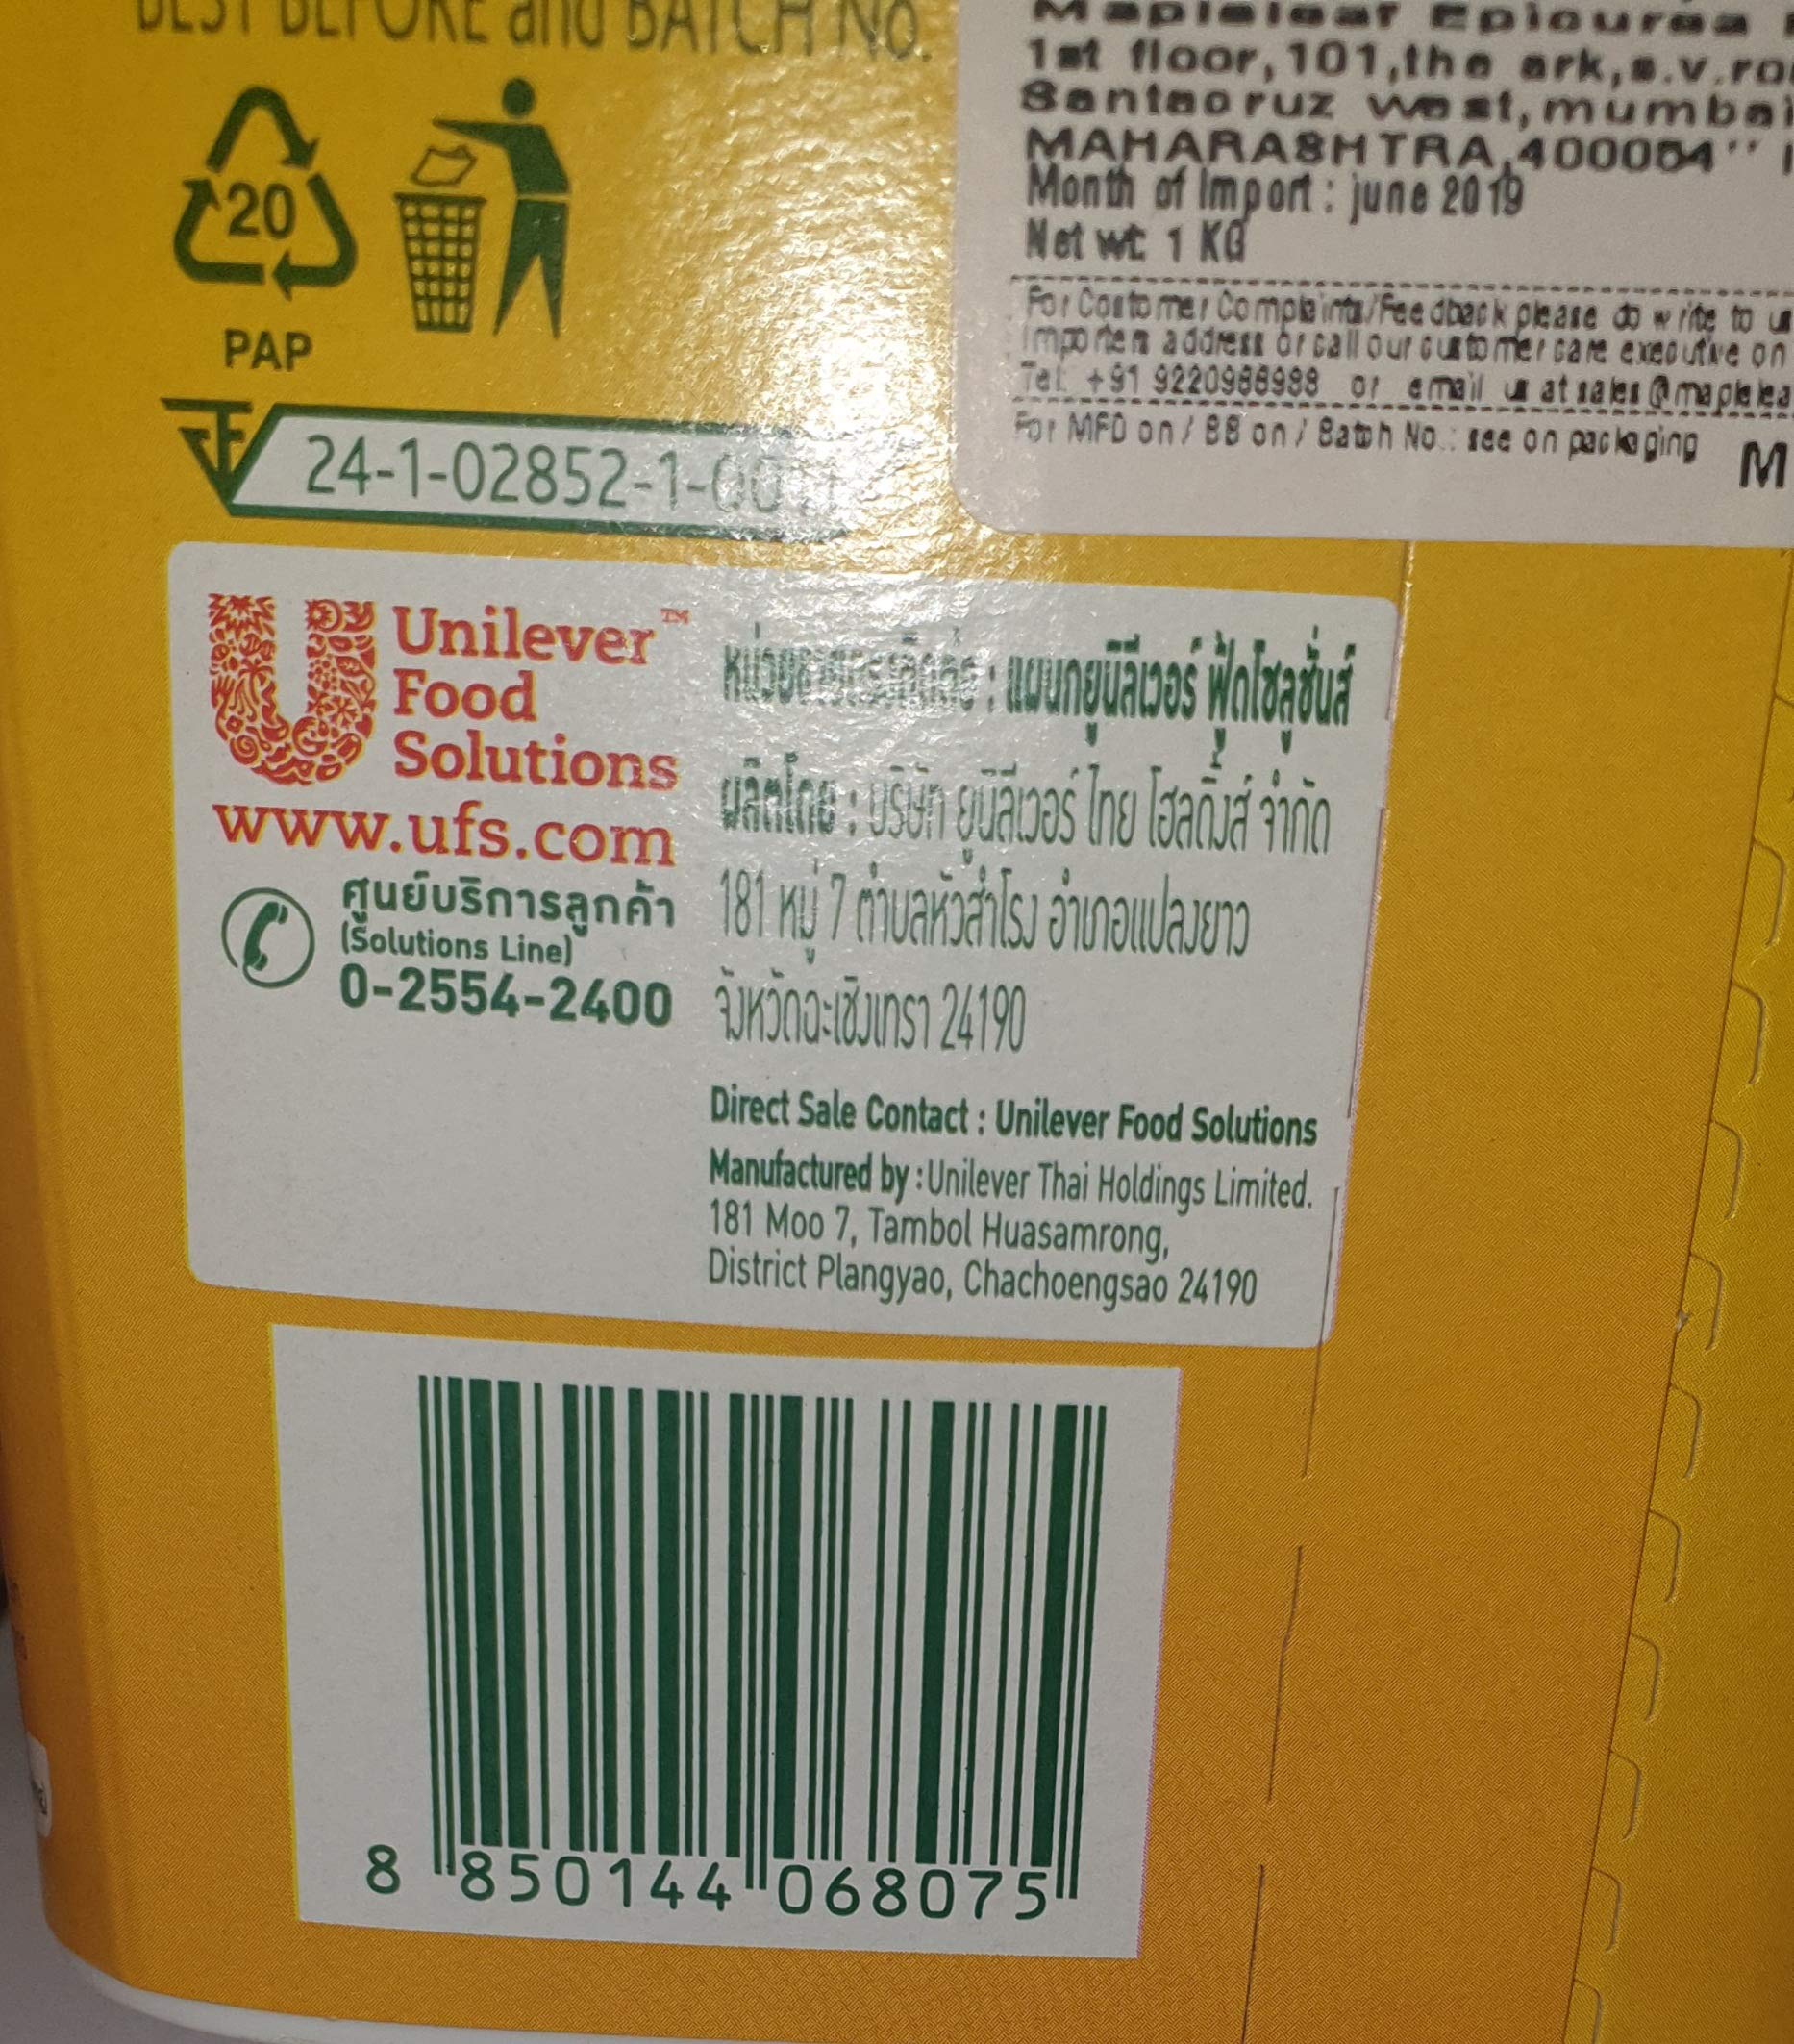 BEST BEFORE and BATCH No.
20
PAP
24-1-02852-1-00
Mapleleaf Epicurea
1st floor,101,the ark,s.v.
Santacruz west,mumbai
MAHARASHTRA,400054''
Month of Import : june 2019
Net wt: 1 KG
For Costomer Complaints/Feedback please do write to us
Importers address or call our customer care executive on
Tel: +91 9220988988 or email us at sales@maplelea
For MFD on / BB on / Batch No.: see on packaging
M
Unilever™
Food
Solutions
www.ufs.com
ศูนย์บริการลูกค้า
(Solutions Line)
0-2554-2400
: แผนกยูนิลีเวอร์ ฟู้ดโซลูชั่นส์
ผลิตโดย : บริษัท ยูนิลีเวอร์ ไทย โฮลดิ้งส์ จำกัด
181 หมู่ 7 ตำบลหัวสำโรง อำเภอแปลงยาว
จังหวัดฉะเชิงเทรา 24190
Direct Sale Contact : Unilever Food Solutions
Manufactured by :Unilever Thai Holdings Limited.
181 Moo 7, Tambol Huasamrong,
District Plangyao, Chachoengsao 24190
8 850144 068075